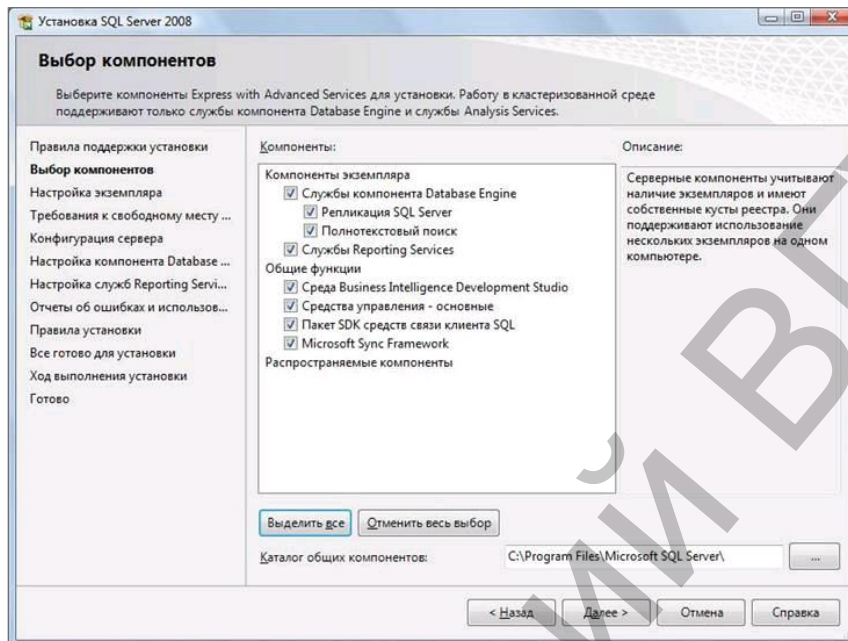 Установка SQL Server 2008
Выбор компонентов
Выберите компоненты Express with Advanced Services для установки. Работу в кластеризованной среде
поддерживают только службы компонента Database Engine и службы Analysis Services.
Правила поддержки установки
Выбор компонентов
Настройка экземпляра
Требования к свободному месту ...
Конфигурация сервера
Настройка компонента Database ...
Настройка служб Reporting Servi...
Отчеты об ошибках и использов...
Правила установки
Все готово для установки
Ход выполнения установки
Готово
Компоненты:
Компоненты экземпляра
Службы компонента Database Engine
Репликация SQL Server
Полнотекстовый поиск
Службы Reporting Services
Общие функции
Среда Business Intelligence Development Studio
Средства управления - основные
Пакет SDK средств связи клиента SQL
Microsoft Sync Framework
Распространяемые компоненты
Описание:
Серверные компоненты учитывают
наличие экземпляров и имеют
собственные кусты реестра. Они
поддерживают использование
нескольких экземпляров на одном
компьютере.
Выделить все
Отменить весь выбор
Каталог общих компонентов:
C:\Program Files\Microsoft SQL Server\
...
< Назад
Далее >
Отмена
Справка